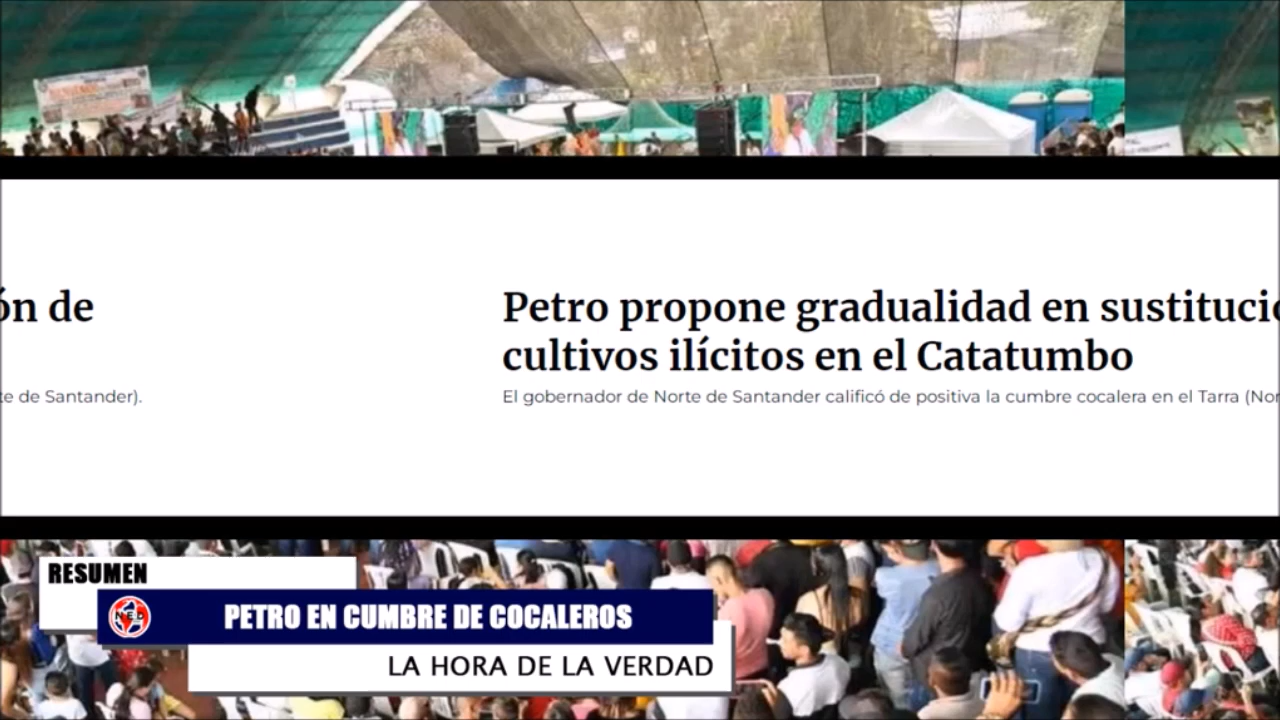 ón de
te de Santander).
Petro propone gradualidad en sustitució
cultivos ilícitos en el Catatumbo
El gobernador de Norte de Santander calificó de positiva la cumbre cocalera en el Tarra (Nor
RESUMEN
PETRO EN CUMBRE DE COCALEROS
LA HORA DE LA VERDAD